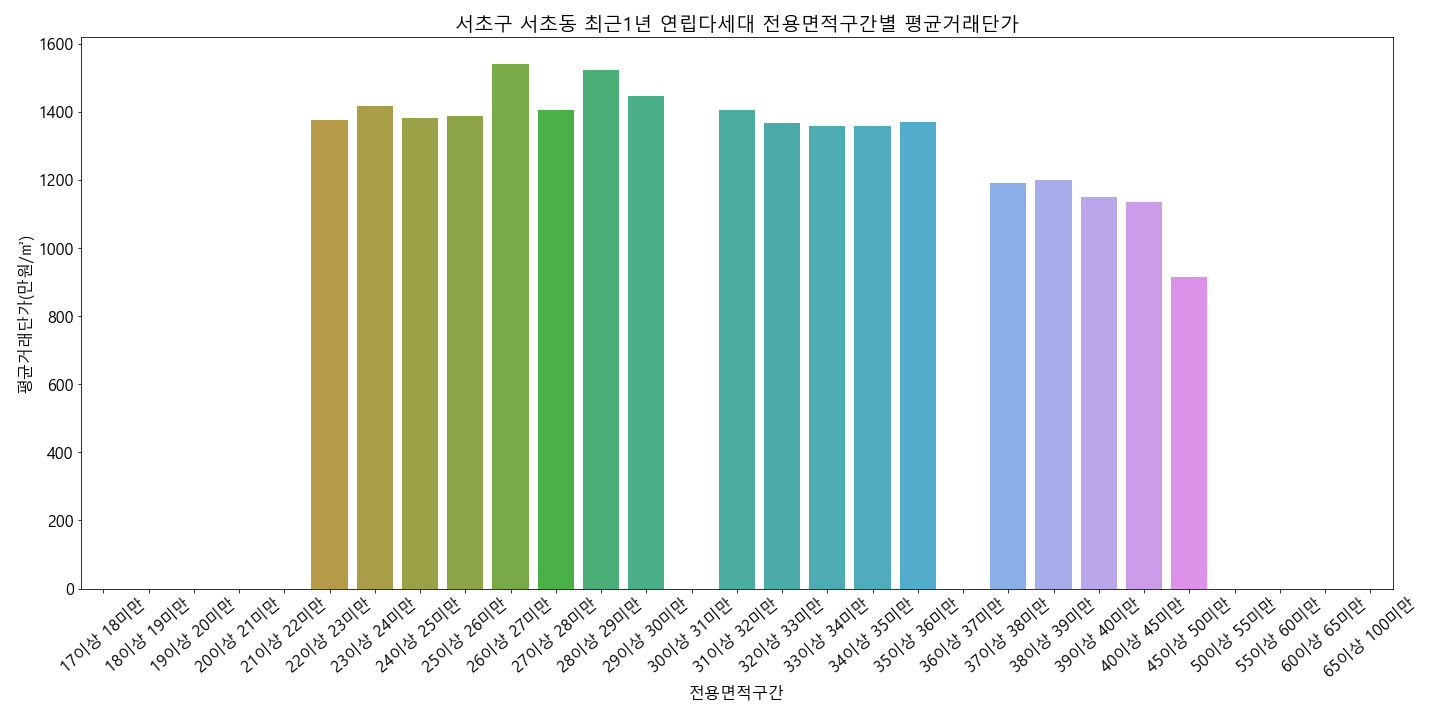 서초구 서초동 최근1년 연립다세대 전용면적구간별 평균거래단가
평균거래단가(만원/㎡)
1600
1400
1200
1000
800
600
400
200
0
17이상 18미만
18이상 19미만
19이상 20미만
20이상 21미만
21이상 22미만
22이상 23미만
23이상 24미만
24이상 25미만
25이상 26미만
26이상 27미만
27이상 28미만
28이상 29미만
29이상 30미만
30이상 31미만
31이상 32미만
32이상 33미만
33이상 34미만
34이상 35미만
35이상 36미만
36이상 37미만
37이상 38미만
38이상 39미만
39이상 40미만
40이상 45미만
45이상 50미만
50이상 55미만
55이상 60미만
60이상 65미만
65이상 100미만
전용면적구간